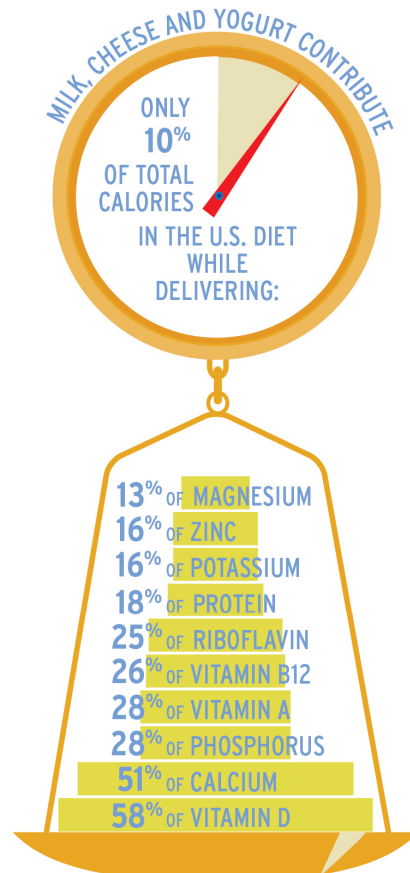 MILK, CHEESE AND YOGURT CONTRIBUTE
ONLY
10%
OF TOTAL
CALORIES
IN THE U.S. DIET
WHILE
DELIVERING:
13% OF MAGNESIUM
16% OF ZINC
16% OF POTASSIUM
18% OF PROTEIN
25% OF RIBOFLAVIN
26% OF VITAMIN B12
28% OF VITAMIN A
28% OF PHOSPHORUS
51% OF CALCIUM
58% OF VITAMIN D